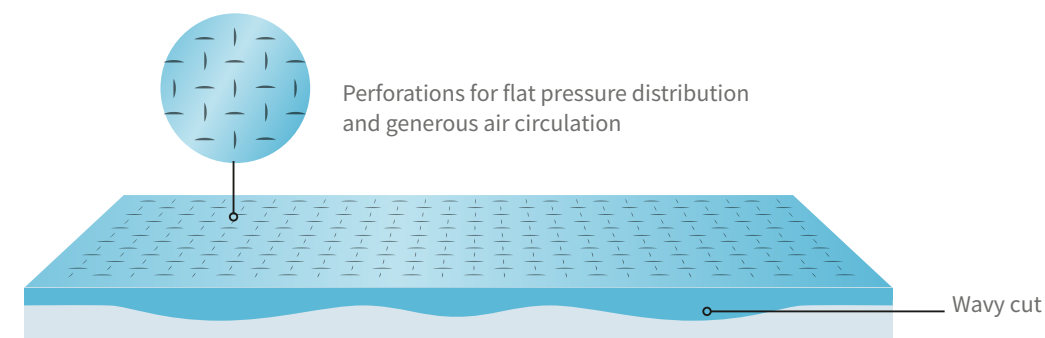 Perforations for flat pressure distribution
and generous air circulation
Wavy cut